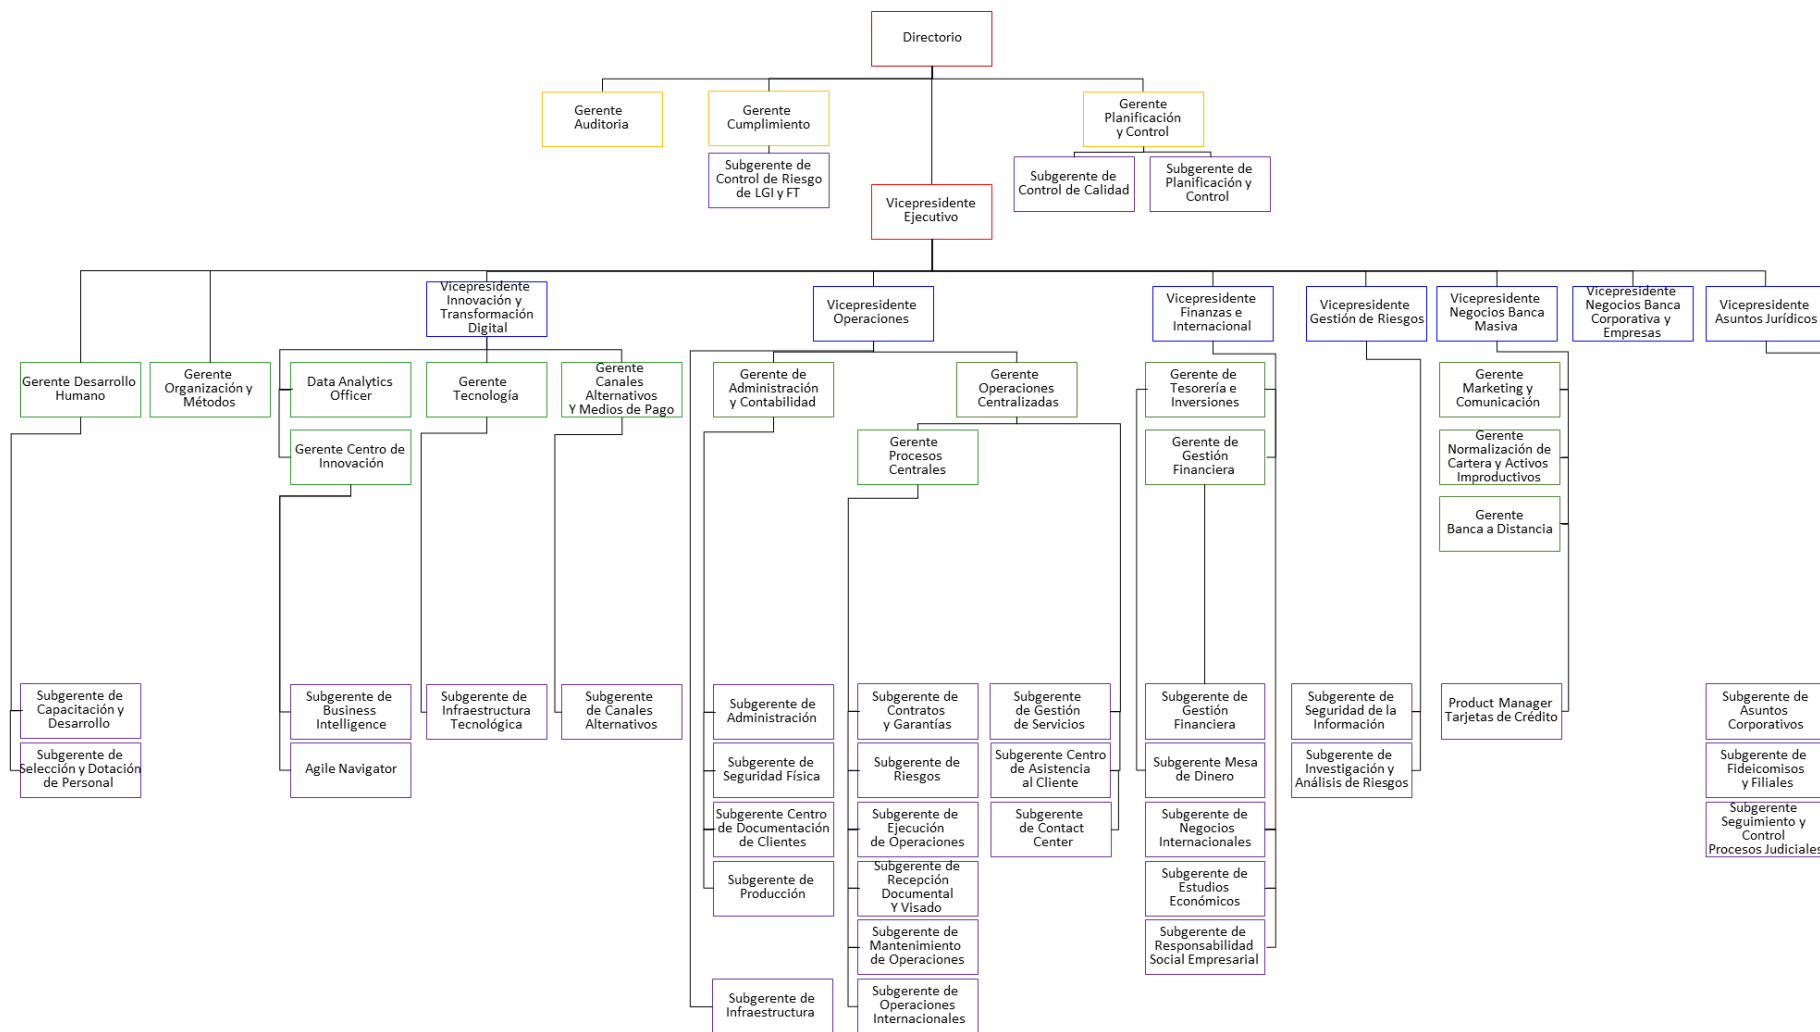 Directorio
Gerente
Auditoria
Gerente
Cumplimiento
Gerente
Planificación
y Control
Subgerente de
Control de Riesgo
de LGI y FT
Subgerente de
Control de Calidad
Subgerente de
Planificación y
Control
Vicepresidente
Ejecutivo
Vicepresidente
Innovación y
Transformación
Digital
Vicepresidente
Operaciones
Vicepresidente
Finanzas e
Internacional
Vicepresidente
Gestión de Riesgos
Vicepresidente
Negocios Banca
Masiva
Vicepresidente
Negocios Banca
Corporativa y
Empresas
Vicepresidente
Asuntos Jurídicos
Gerente Desarrollo
Humano
Gerente
Organización y
Métodos
Data Analytics
Officer
Gerente
Tecnología
Gerente
Canales
Alternativos
Y Medios de Pago
Gerente de
Administración
y Contabilidad
Gerente
Operaciones
Centralizadas
Gerente de
Tesorería e
Inversiones
Gerente
Marketing y
Comunicación
Gerente Centro de
Innovación
Gerente
Procesos
Centrales
Gerente de
Gestión
Financiera
Gerente
Normalización de
Cartera y Activos
Improductivos
Gerente
Banca a Distancia
Subgerente de
Capacitación y
Desarrollo
Subgerente de
Business
Intelligence
Subgerente de
Infraestructura
Tecnológica
Subgerente
de Canales
Alternativos
Subgerente de
Administración
Subgerente de
Contratos
y Garantías
Subgerente
de Gestión
de Servicios
Subgerente de
Gestión
Financiera
Subgerente de
Seguridad de la
Información
Product Manager
Tarjetas de Crédito
Subgerente de
Asuntos
Corporativos
Subgerente de
Selección y Dotación
de Personal
Agile Navigator
Subgerente de
Seguridad Física
Subgerente de
Riesgos
Subgerente Centro
de Asistencia
al Cliente
Subgerente Mesa
de Dinero
Subgerente de
Investigación y
Análisis de Riesgos
Subgerente de
Fideicomisos
y Filiales
Subgerente Centro
de Documentación
de Clientes
Subgerente de
Ejecución
de Operaciones
Subgerente
de Contact
Center
Subgerente de
Negocios
Internacionales
Subgerente
Seguimiento y
Control
Procesos Judiciales
Subgerente de
Producción
Subgerente de
Recepción
Documental
Y Visado
Subgerente de
Estudios
Económicos
Subgerente de
Mantenimiento
de Operaciones
Subgerente de
Responsabilidad
Social Empresarial
Subgerente de
Infraestructura
Subgerente de
Operaciones
Internacionales